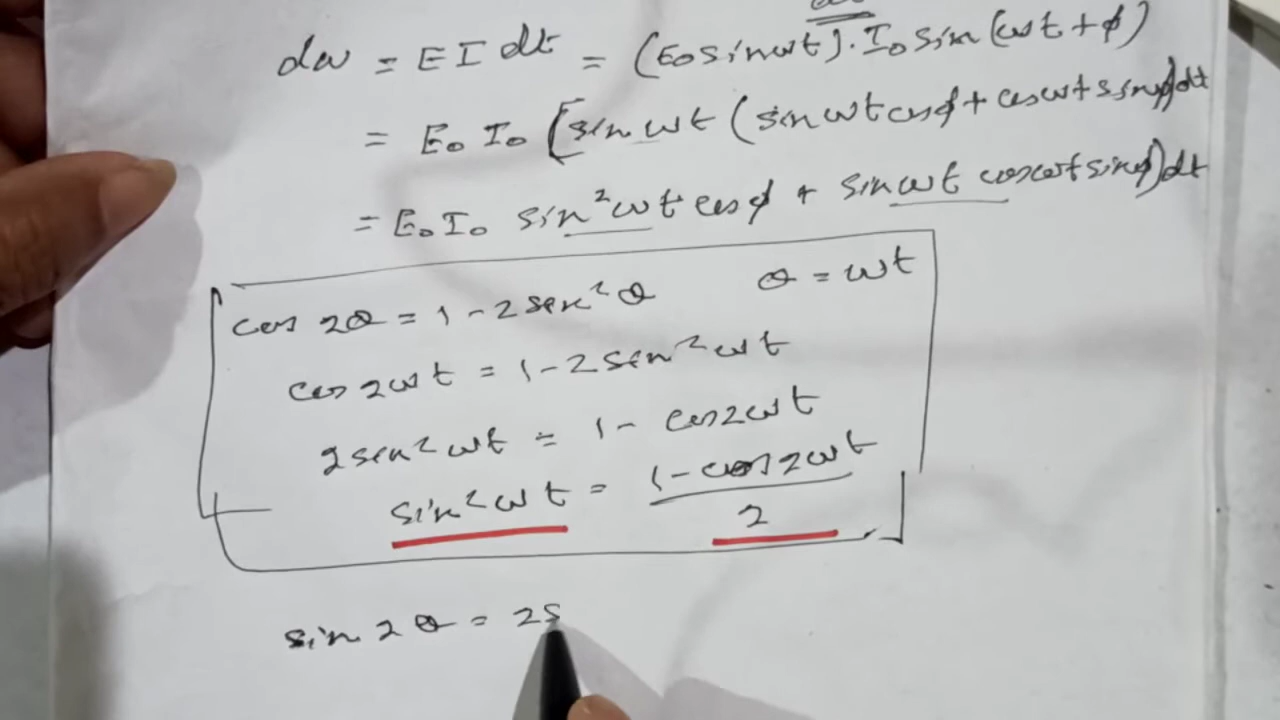 dw = E I dt = (E₀ sin ωt). I₀ sin (ωt + φ)
= E₀ I₀ [sin ωt (sin ωt cos φ + cos ωt sin φ)dt
= E₀ I₀ sin² ωt cos φ + sin ωt cos ωt sin φ)dt
cos 2θ = 1 - 2 sin² θ θ = ωt
cos 2ωt = 1 - 2 sin² ωt
2 sin² ωt = 1 - cos 2ωt
sin² ωt = 1 - cos 2ωt / 2
sin 2θ = 2s